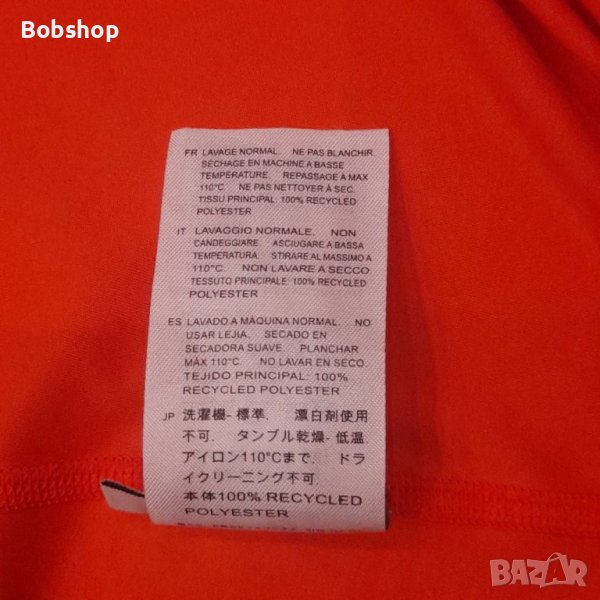 Bobshop
FR LAVAGE NORMAL. NE PAS BLANCHIR.
SÉCHAGE EN MACHINE A BASSE
TEMPÉRATURE. REPASSAGE A MAX
110°C NE PAS NETTOYER À SEC.
TISSU PRINCIPAL: 100% RECYCLED
POLYESTER
IT LAVAGGIO NORMALE. NON
CANDEGGIARE. ASCIUGARE A BASSA
TEMPERATURA STIRARE AL MASSIMO A
110°C. NON LAVARE A SECCO
TESSUTO PRINCIPALE: 100% RECYCLED
POLYESTER
ES LAVADO A MÁQUINA NORMAL. NO
USAR LEJIA. SECADO EN
SECADORA SUAVE. PLANCHAR
MÁX 110°C NO LAVAR EN SECO.
TEJIDO PRINCIPAL: 100%
RECYCLED POLYESTER
JP 洗濯機-標準. 漂白剤使用
不可. タンブル乾燥-低温.
アイロン110°Cまで. ドラ
イクリーニング不可
本体100% RECYCLED
POLYESTER
BAZAR